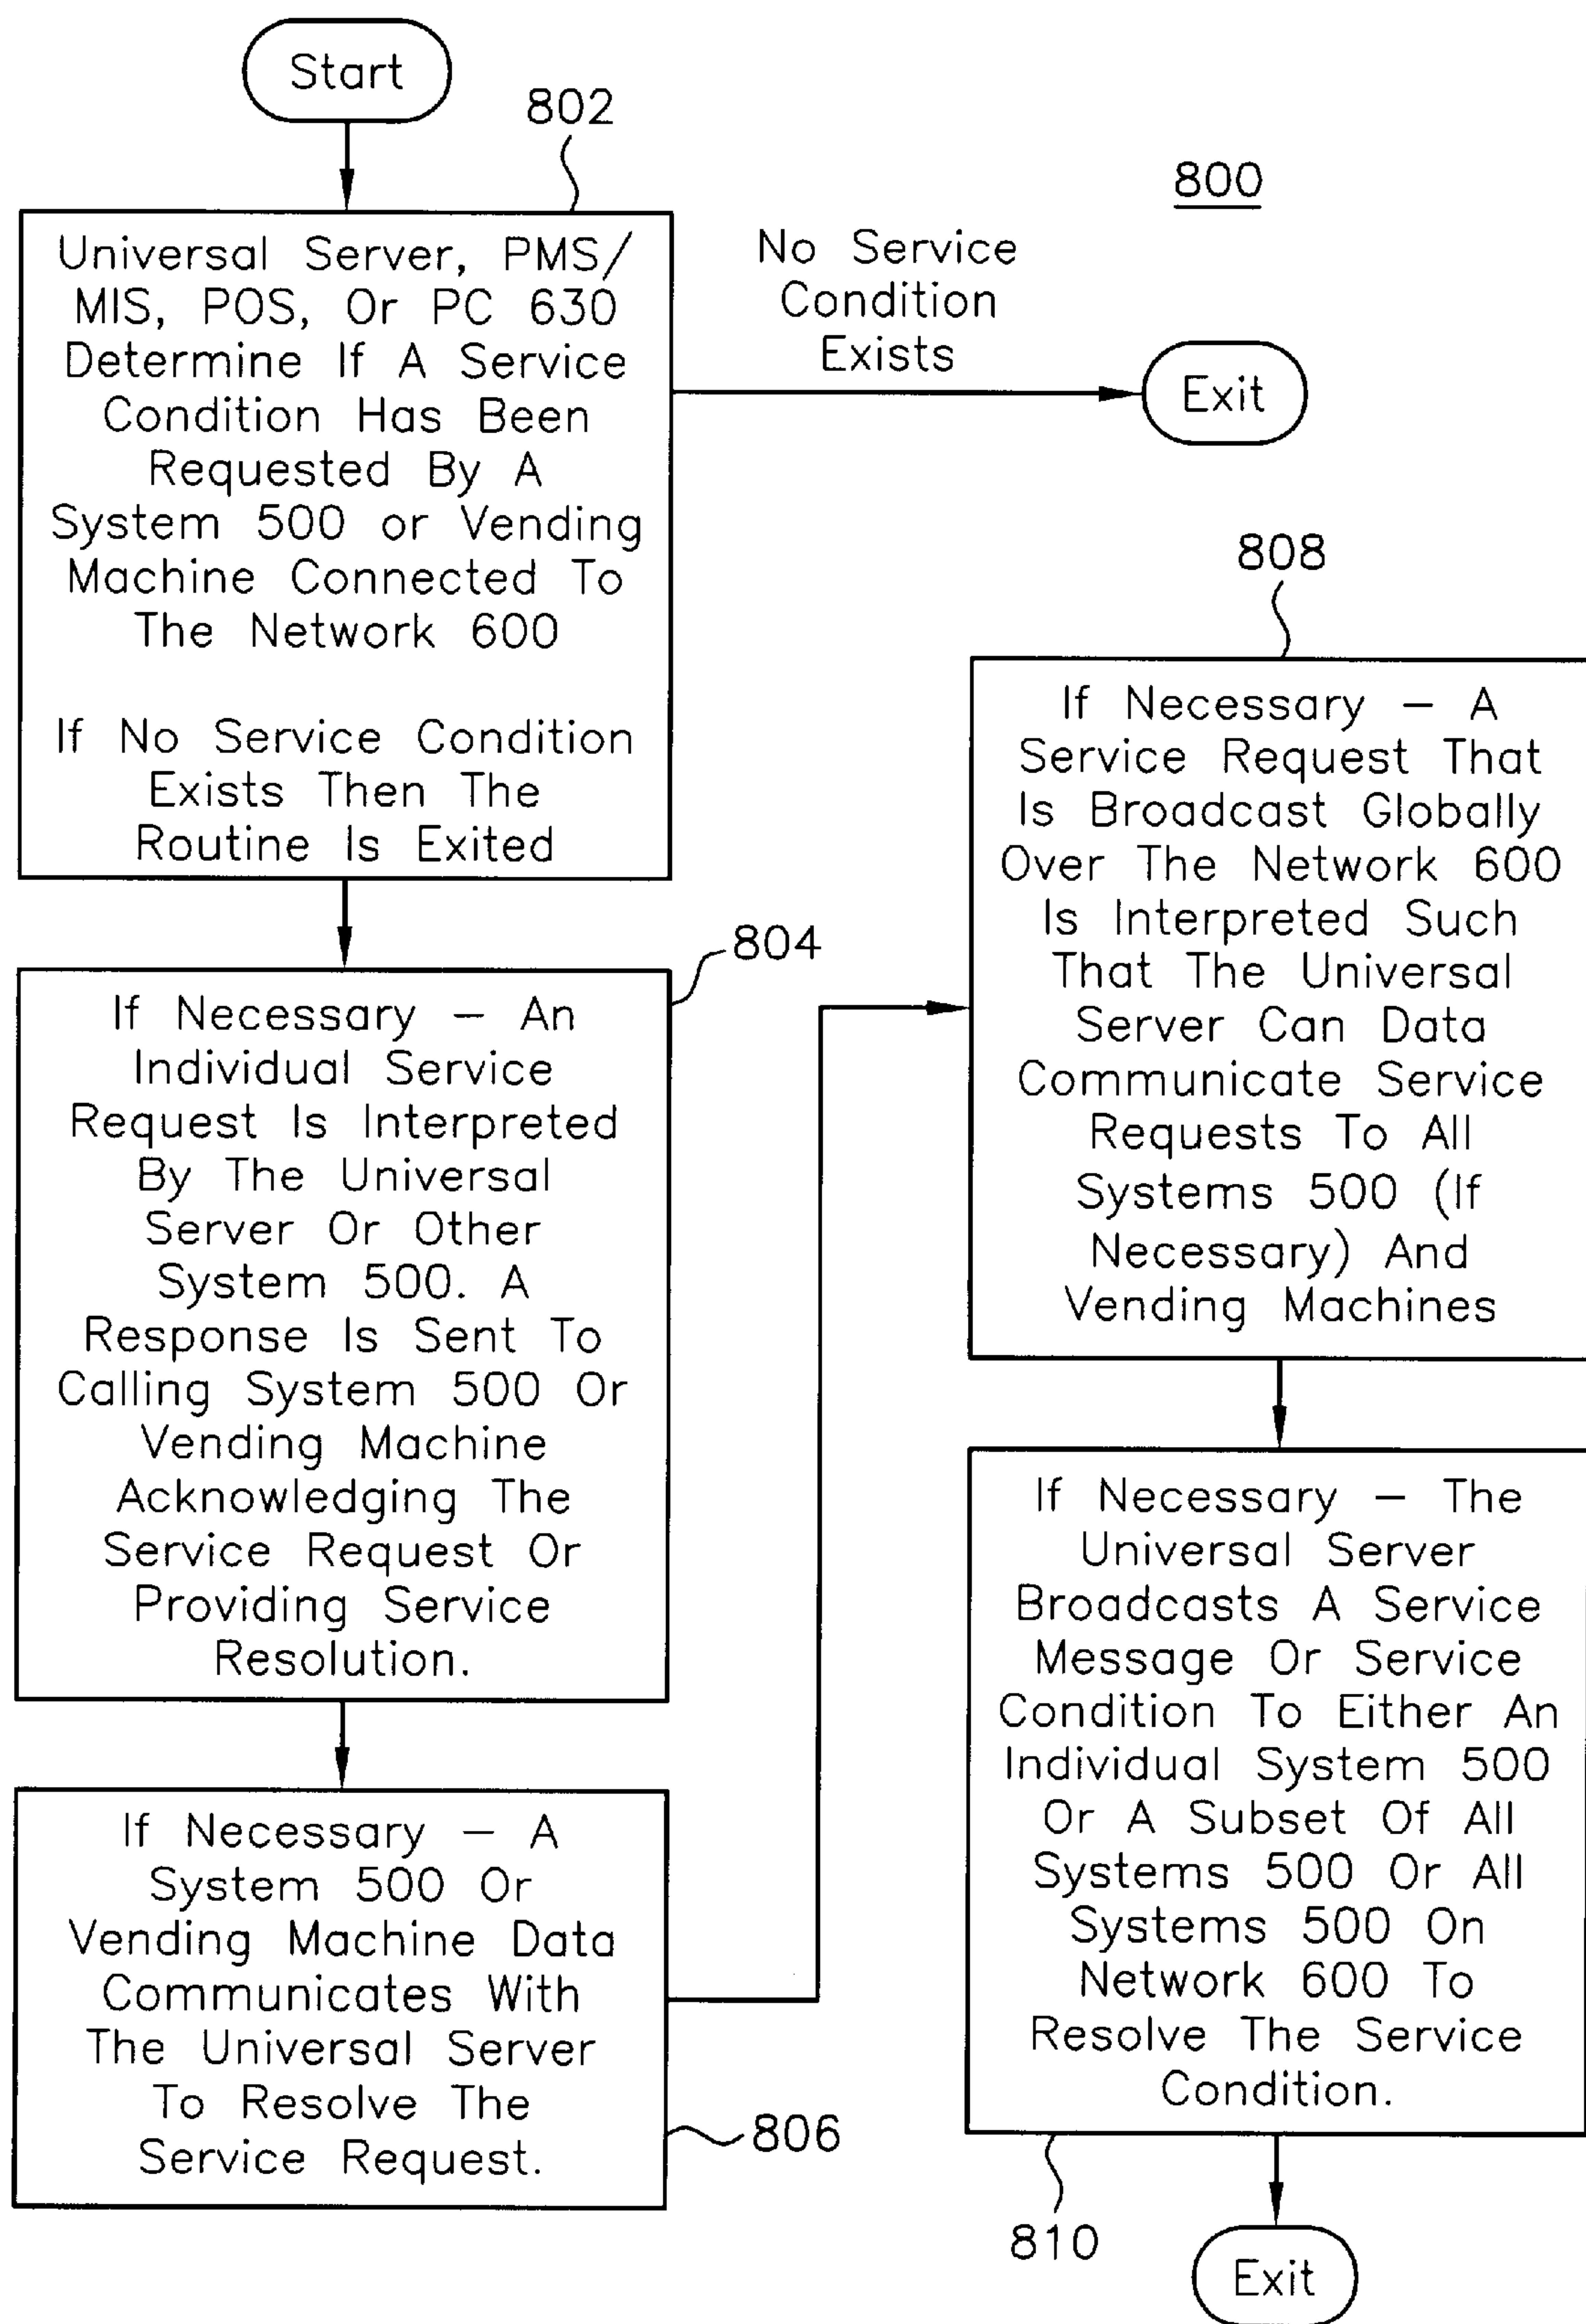 Start
802
800
Universal Server, PMS/
MIS, POS, Or PC 630
Determine If A Service
Condition Has Been
Requested By A
System 500 or Vending
Machine Connected To
The Network 600
If No Service Condition
Exists Then The
Routine Is Exited
No Service
Condition
Exists
Exit
804
If Necessary – An
Individual Service
Request Is Interpreted
By The Universal
Server Or Other
System 500. A
Response Is Sent To
Calling System 500 Or
Vending Machine
Acknowledging The
Service Request Or
Providing Service
Resolution.
If Necessary – A
System 500 Or
Vending Machine Data
Communicates With
The Universal Server
To Resolve The
Service Request.
806
808
If Necessary – A
Service Request That
Is Broadcast Globally
Over The Network 600
Is Interpreted Such
That The Universal
Server Can Data
Communicate Service
Requests To All
Systems 500 (If
Necessary) And
Vending Machines
If Necessary – The
Universal Server
Broadcasts A Service
Message Or Service
Condition To Either An
Individual System 500
Or A Subset Of All
Systems 500 Or All
Systems 500 On
Network 600 To
Resolve The Service
Condition.
810
Exit